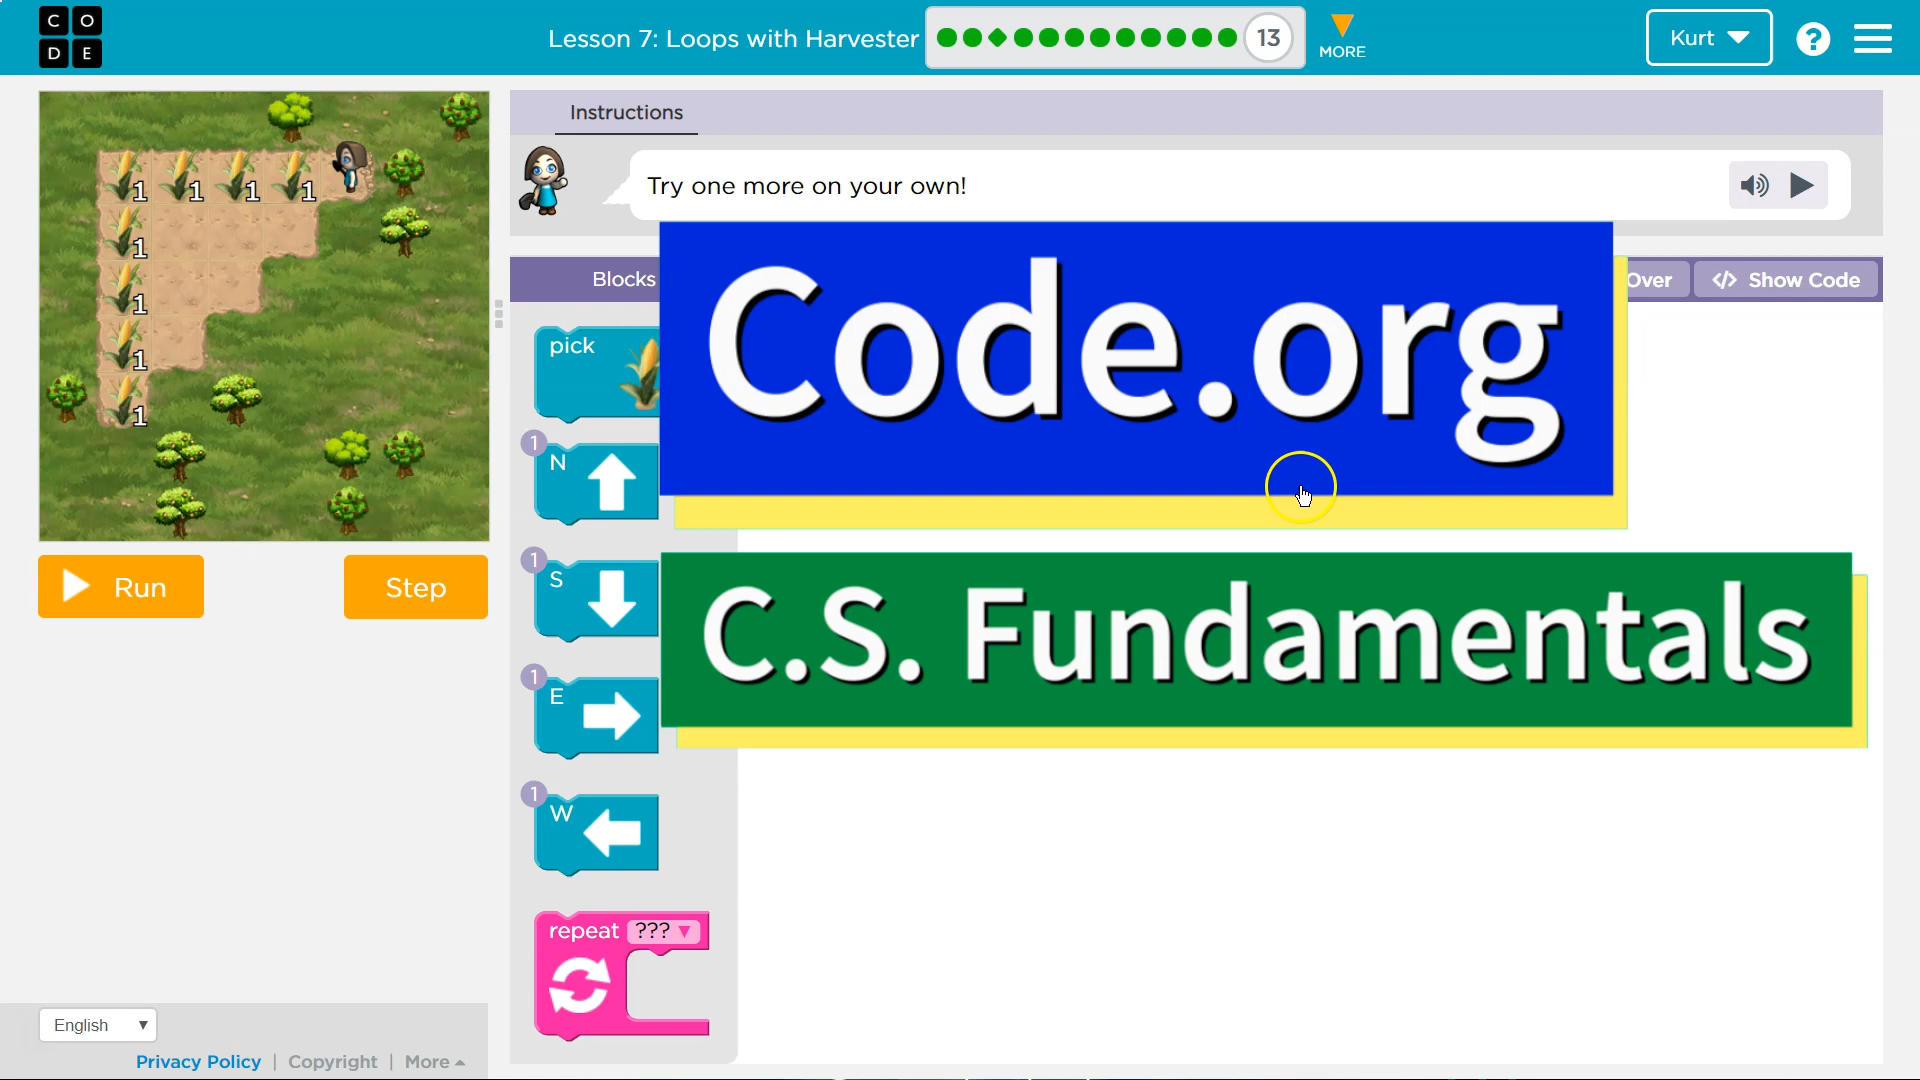 C O
D E
Lesson 7: Loops with Harvester
13
MORE
Kurt
?
Instructions
Try one more on your own!
1 1 1 1
1
1
1
1
Blocks
Over
</> Show Code
Code.org
C.S. Fundamentals
pick
1
N
1
S
1
E
1
W
repeat ???
Run
Step
English
Privacy Policy | Copyright | More